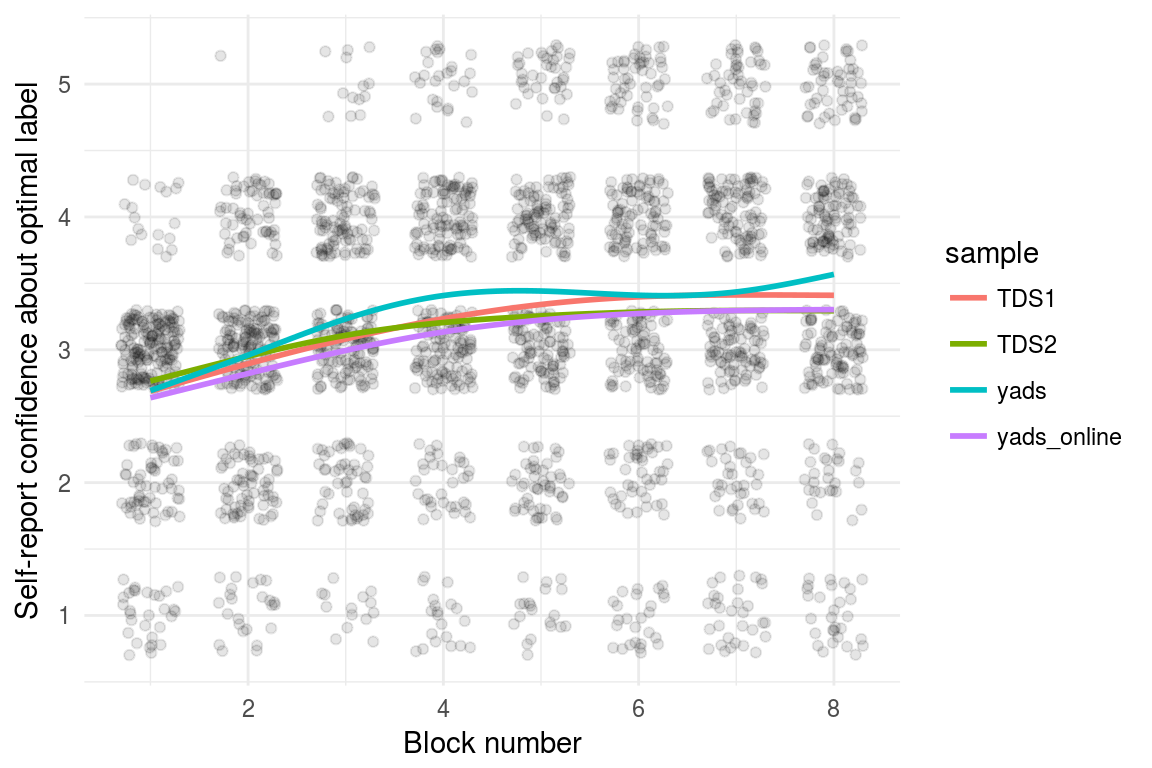 Self-report confidence about optimal label
5
4
3
2
1
2
4
6
8
Block number
sample
TDS1
TDS2
yads
yads_online